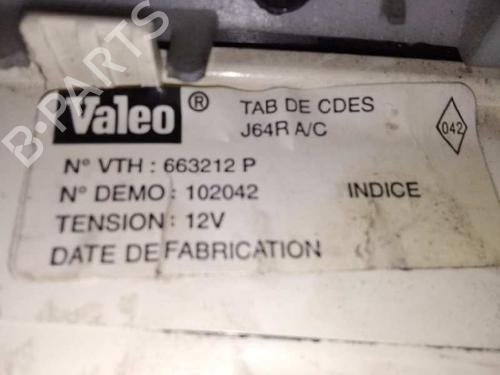 Valeo ® TAB DE CDES
J64R A/C
042
N° VTH : 663212 P
N° DEMO : 102042 INDICE
TENSION : 12V
DATE DE FABRICATION
B-PARTS